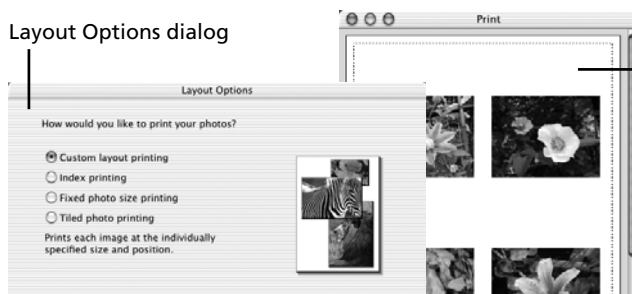 Layout Options dialog
Print
Layout Options
How would you like to print your photos?
Custom layout printing
Index printing
Fixed photo size printing
Tiled photo printing
Prints each image at the individually
specified size and position.